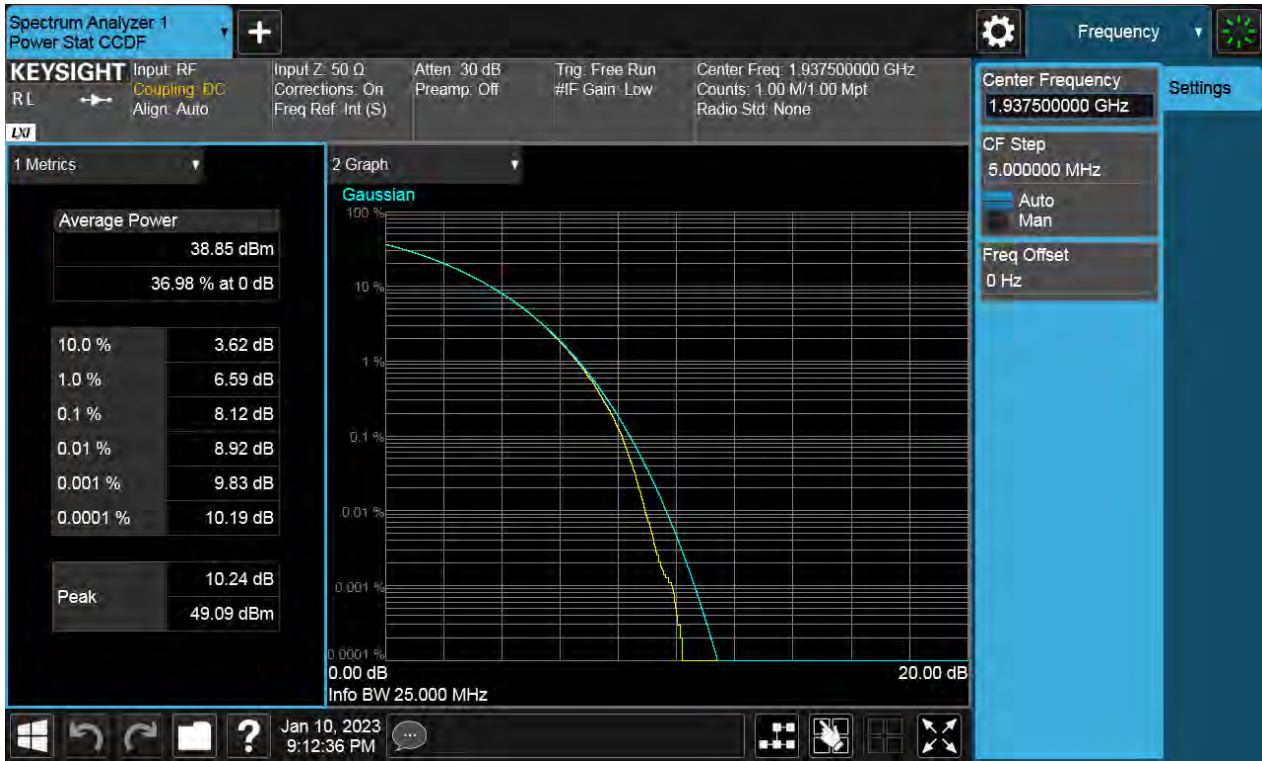 Spectrum Analyzer 1
Power Stat CCDF
+
Frequency
KEYSIGHT
RL
LXI
Input: RF
Coupling: DC
Align: Auto
Input Z: 50 Ω
Corrections: On
Freq Ref: Int (S)
Atten: 30 dB
Preamp: Off
Trig: Free Run
#IF Gain: Low
Center Freq: 1.937500000 GHz
Counts: 1.00 M/1.00 Mpt
Radio Std: None
Center Frequency
1.937500000 GHz
Settings
CF Step
5.000000 MHz
Auto
Man
Freq Offset
0 Hz
1 Metrics
Average Power
38.85 dBm
36.98 % at 0 dB
10.0 % 3.62 dB
1.0 % 6.59 dB
0.1 % 8.12 dB
0.01 % 8.92 dB
0.001 % 9.83 dB
0.0001 % 10.19 dB
Peak
10.24 dB
49.09 dBm
2 Graph
Gaussian
100 %
10 %
1 %
0.1 %
0.01 %
0.001 %
0.0001 %
0.00 dB 20.00 dB
Info BW 25.000 MHz
?
Jan 10, 2023
9:12:36 PM